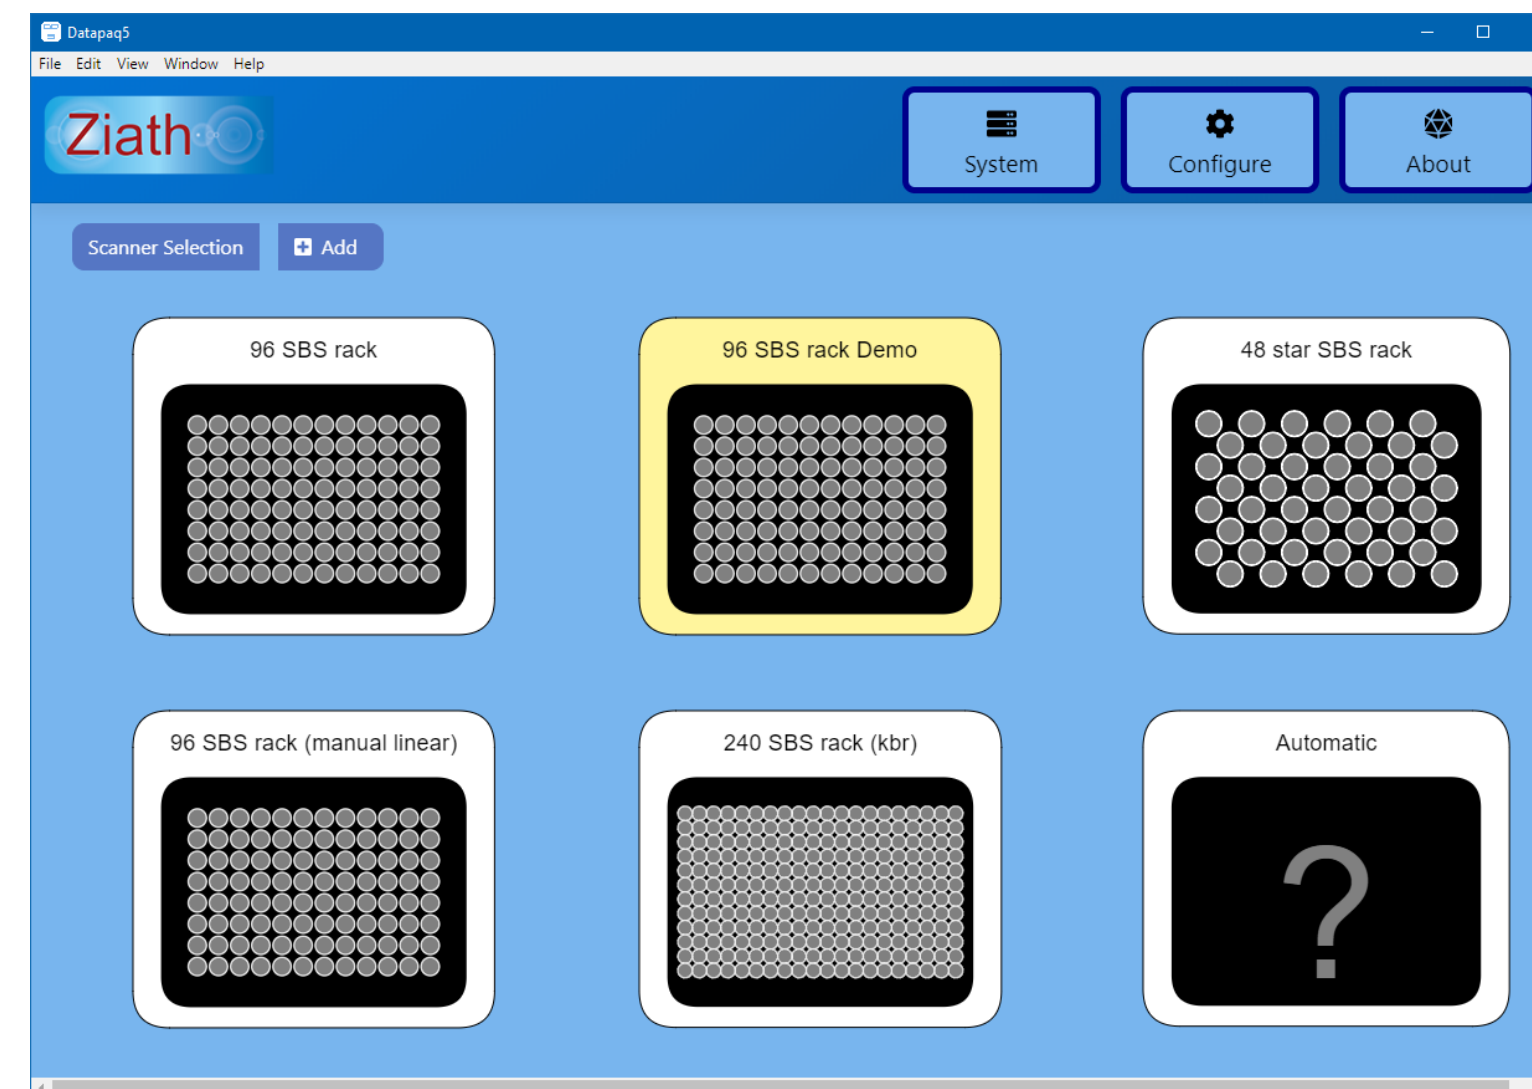 Datapaq5
File Edit View Window Help
Ziath
System
Configure
About
Scanner Selection
Add
96 SBS rack
96 SBS rack Demo
48 star SBS rack
96 SBS rack (manual linear)
240 SBS rack (kbr)
Automatic
?